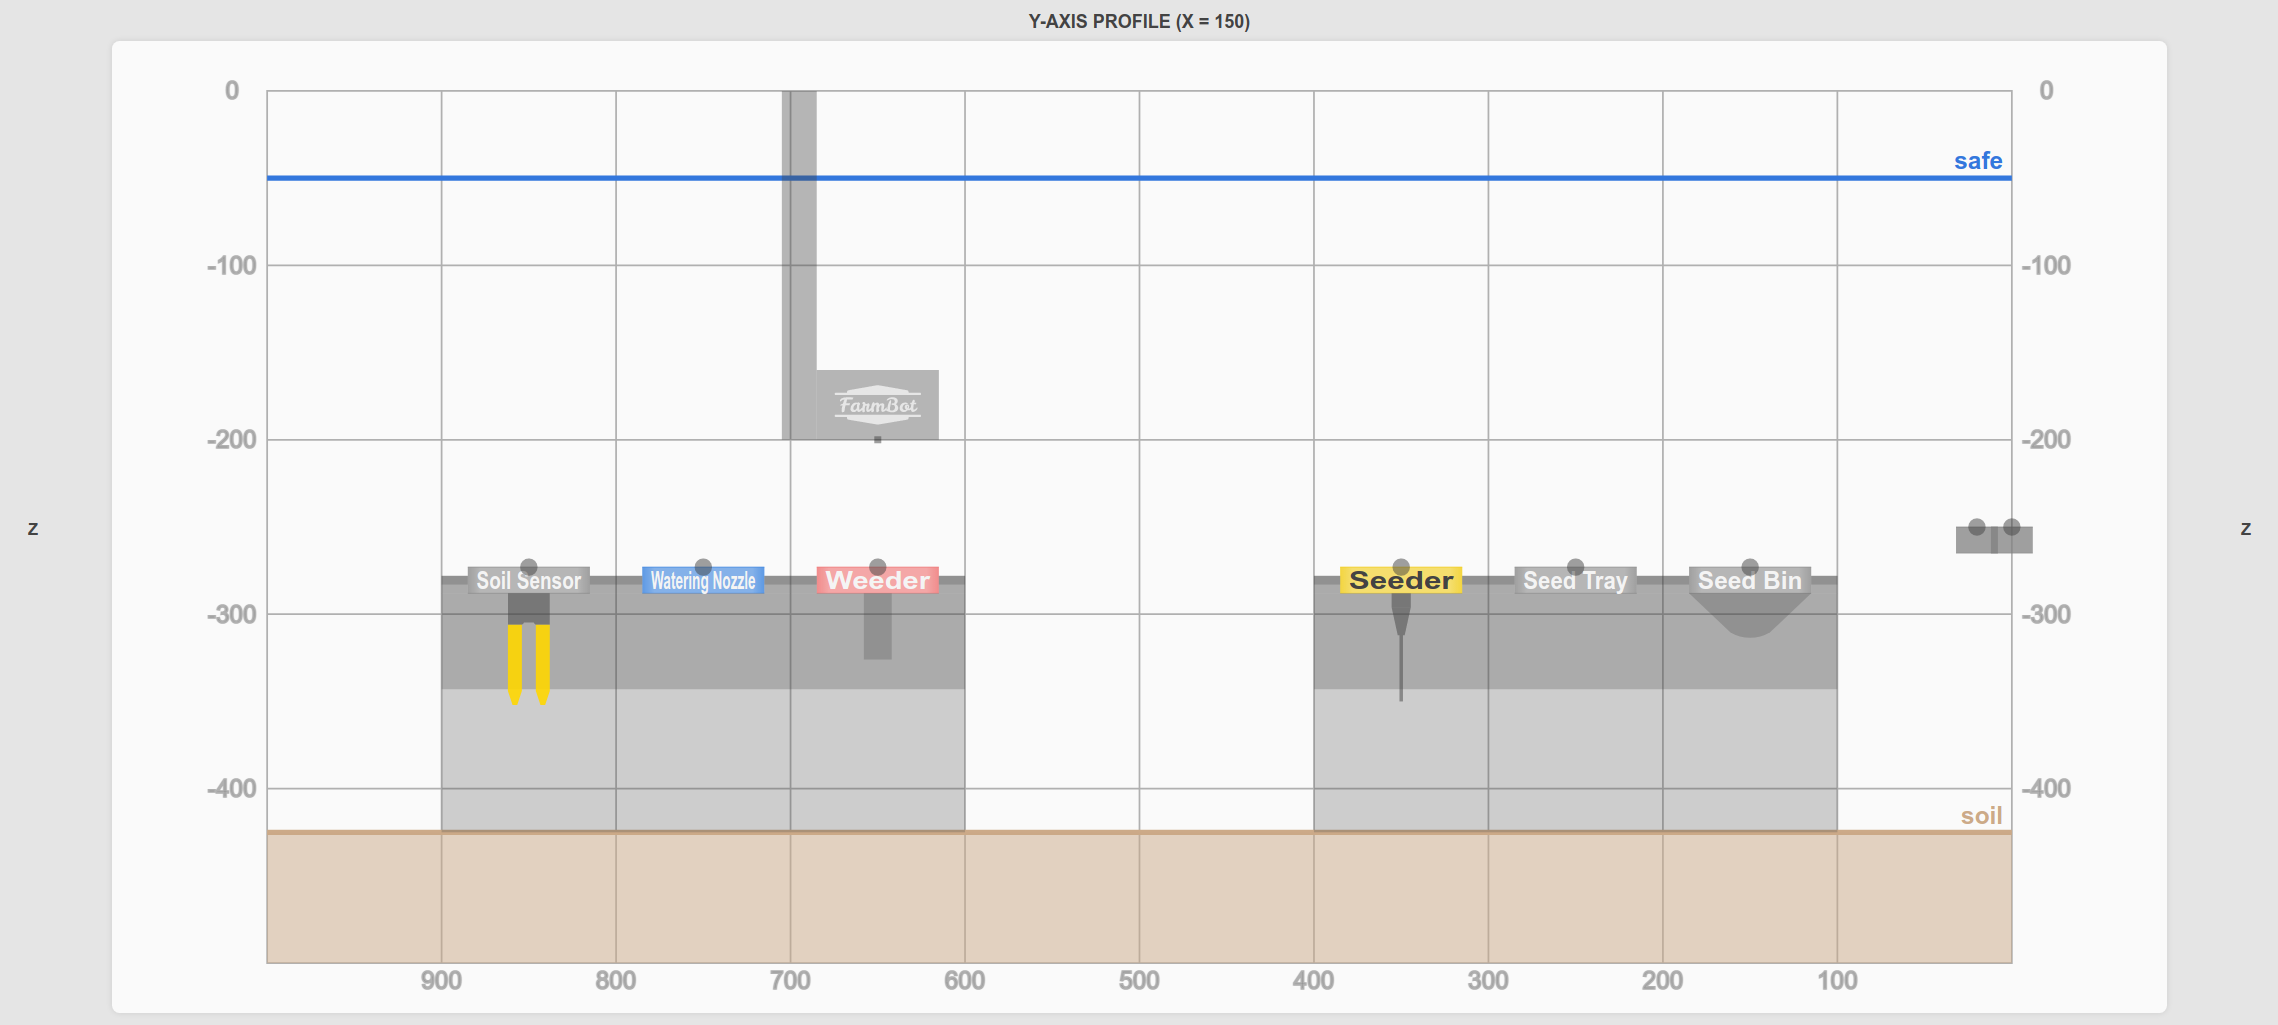 Y-AXIS PROFILE (X = 150)
0
0
safe
-100
-100
FarmBot
-200
-200
z
z
Soil Sensor
Watering Nozzle
Weeder
Seeder
Seed Tray
Seed Bin
-300
-300
-400
-400
soil
900
800
700
600
500
400
300
200
100